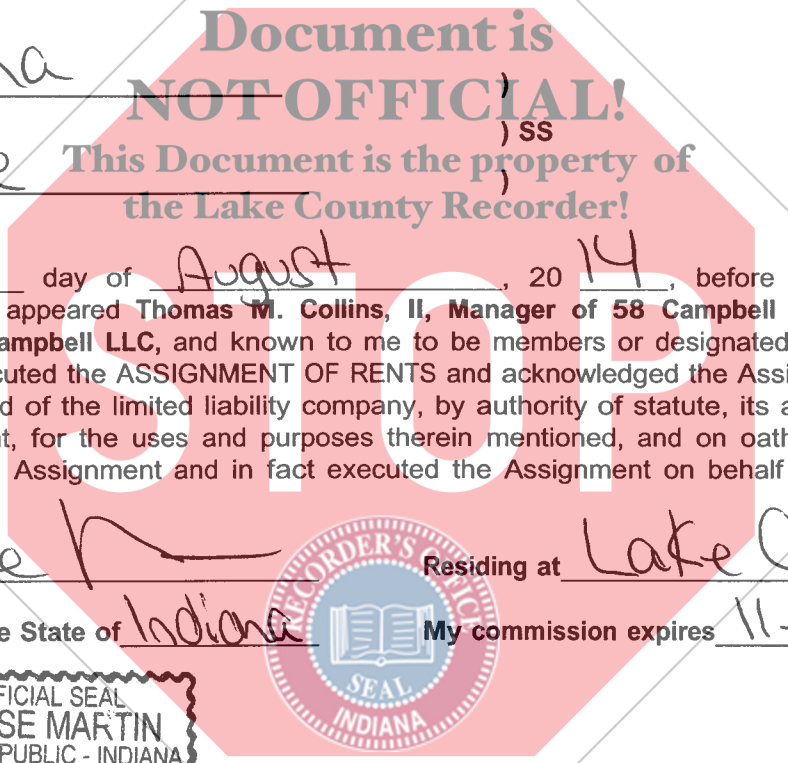 Document is
NOT OFFICIAL!
This Document is the property of
the Lake County Recorder!
)
) SS
)
STOP
day of August, 20 14, before
appeared Thomas M. Collins, II, Manager of 58 Campbell
ampbell LLC, and known to me to be members or designated
cuted the ASSIGNMENT OF RENTS and acknowledged the Assi
d of the limited liability company, by authority of statute, its a
t, for the uses and purposes therein mentioned, and on oath
Assignment and in fact executed the Assignment on behalf
Residing at Lake C
e State of Indiana My commission expires 11-
RECORDER'S OFFICE
SEAL
INDIANA
FICIAL SEAL
SE MARTIN
PUBLIC - INDIANA